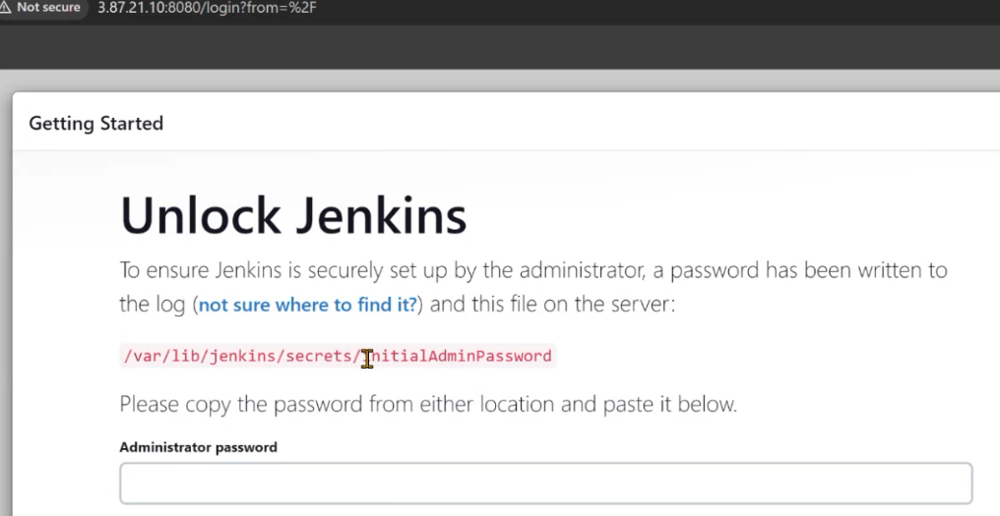 Not secure 3.87.21.10:8080/login?from=%2F
Getting Started
Unlock Jenkins
To ensure Jenkins is securely set up by the administrator, a password has been written to
the log (not sure where to find it?) and this file on the server:
/var/lib/jenkins/secrets/initialAdminPassword
Please copy the password from either location and paste it below.
Administrator password